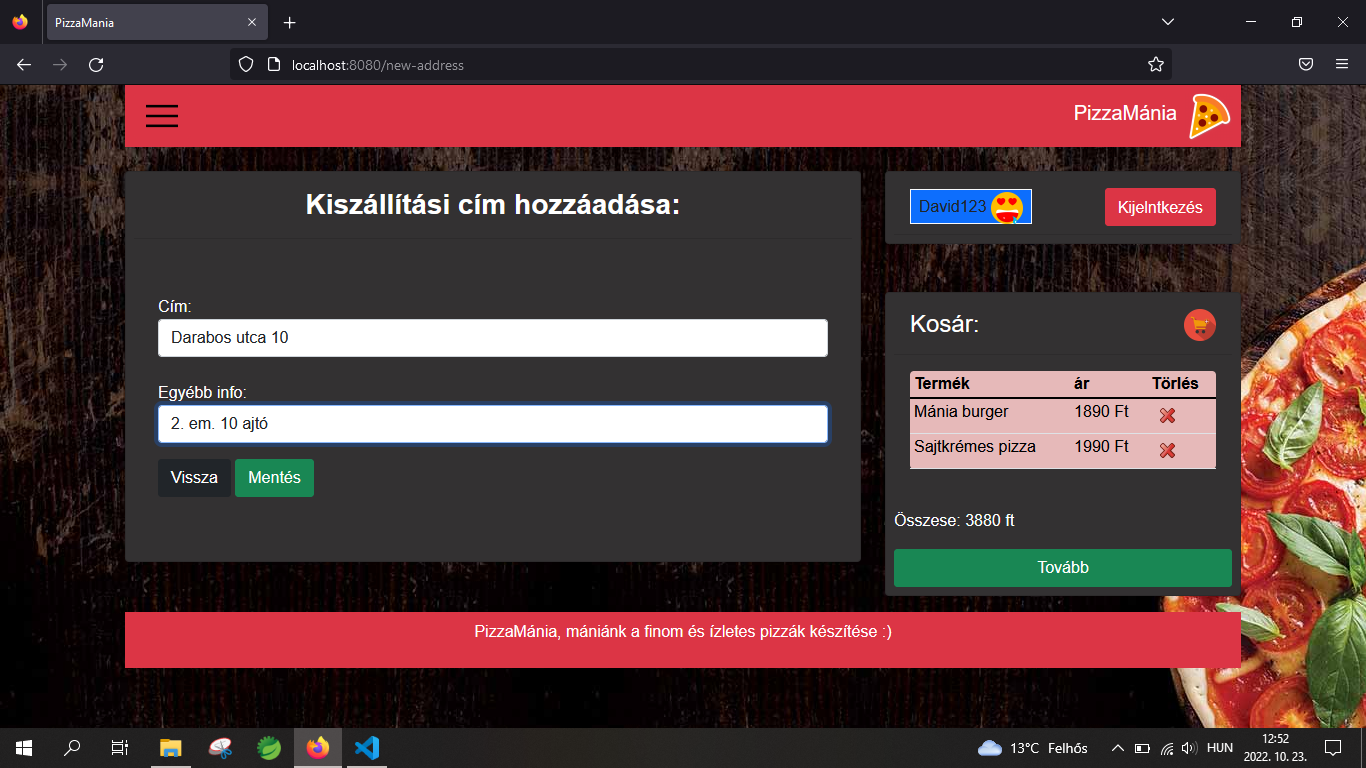 PizzaMania
localhost:8080/new-address
PizzaMánia
Kiszállítási cím hozzáadása:
Cím:
Darabos utca 10
Egyébb info:
2. em. 10 ajtó
Vissza Mentés
David123 Kijelntkezés
Kosár:
Termék ár Törlés
Mánia burger 1890 Ft
Sajtkrémes pizza 1990 Ft
Összese: 3880 ft
Tovább
PizzaMánia, mániánk a finom és ízletes pizzák készítése :)
13°C Felhős HUN 12:52
2022. 10. 23.